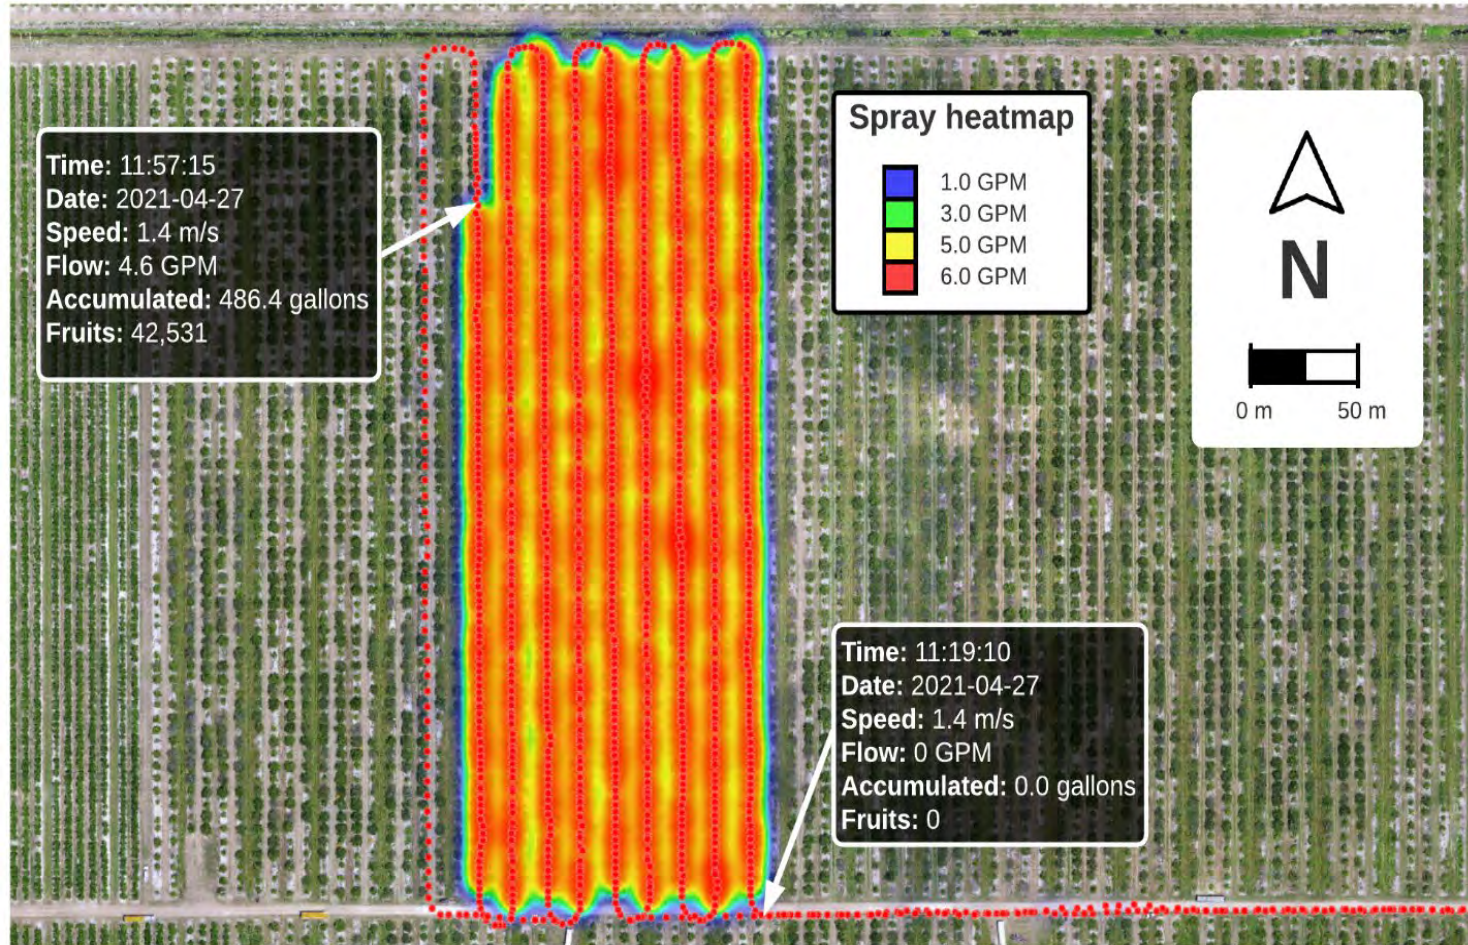 Time: 11:57:15
Date: 2021-04-27
Speed: 1.4 m/s
Flow: 4.6 GPM
Accumulated: 486.4 gallons
Fruits: 42,531
Spray heatmap
1.0 GPM
3.0 GPM
5.0 GPM
6.0 GPM
N
0 m 50 m
Time: 11:19:10
Date: 2021-04-27
Speed: 1.4 m/s
Flow: 0 GPM
Accumulated: 0.0 gallons
Fruits: 0